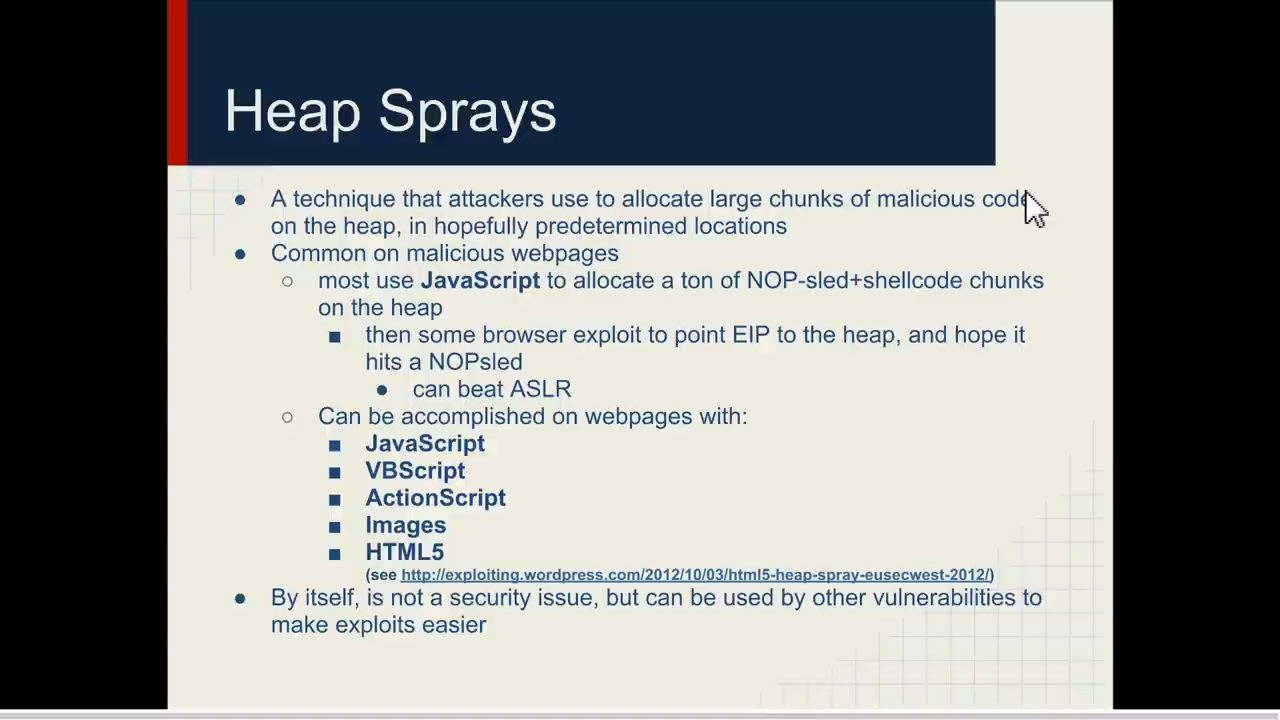 Heap Sprays
● A technique that attackers use to allocate large chunks of malicious code
on the heap, in hopefully predetermined locations
● Common on malicious webpages
○ most use JavaScript to allocate a ton of NOP-sled+shellcode chunks
on the heap
■ then some browser exploit to point EIP to the heap, and hope it
hits a NOPsled
● can beat ASLR
○ Can be accomplished on webpages with:
■ JavaScript
■ VBScript
■ ActionScript
■ Images
■ HTML5
(see http://exploiting.wordpress.com/2012/10/03/html5-heap-spray-eusecwest-2012/)
● By itself, is not a security issue, but can be used by other vulnerabilities to
make exploits easier